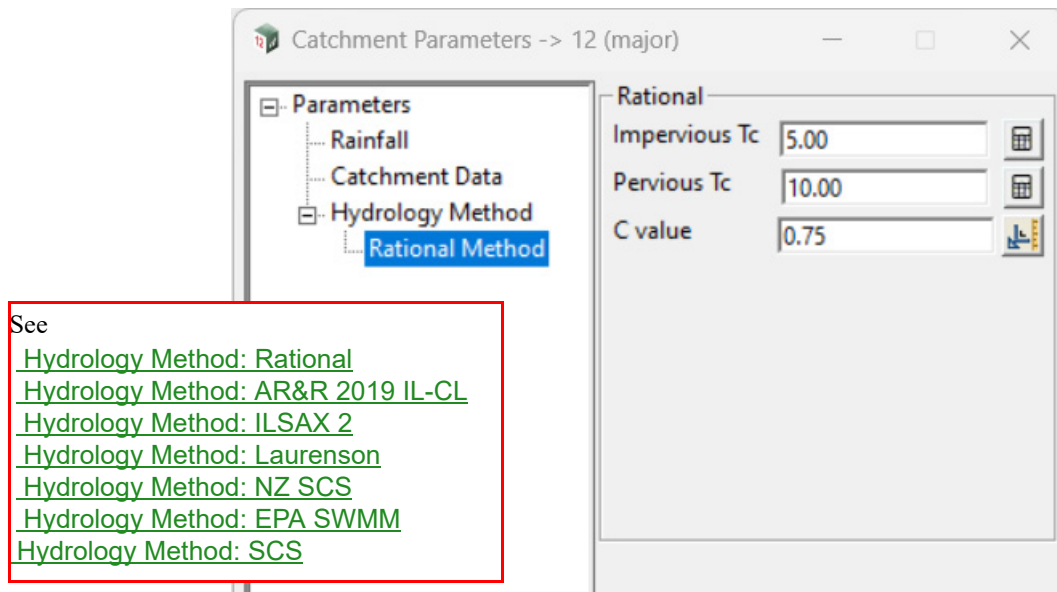 Catchment Parameters -> 12 (major)
Parameters
Rainfall
Catchment Data
Hydrology Method
Rational Method
Rational
Impervious Tc 5.00
Pervious Tc 10.00
C value 0.75
See
Hydrology Method: Rational
Hydrology Method: AR&R 2019 IL-CL
Hydrology Method: ILSAX 2
Hydrology Method: Laurenson
Hydrology Method: NZ SCS
Hydrology Method: EPA SWMM
Hydrology Method: SCS